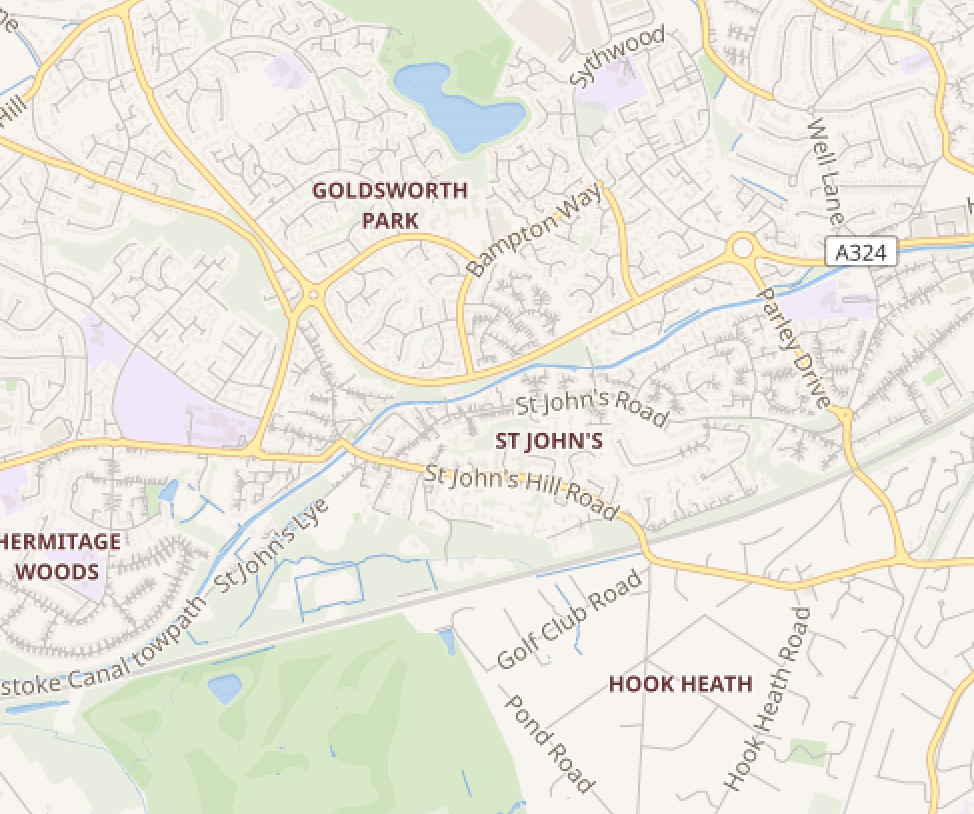 Sythwood
Hill
Well Lane
GOLDSWORTH
PARK
Bampton Way
A324
Parley Drive
St John's Road
ST JOHN'S
St John's Hill Road
St John's Lye
HERMITAGE
WOODS
stoke Canal towpath
Golf Club Road
HOOK HEATH
Hook Heath Road
Pond Road